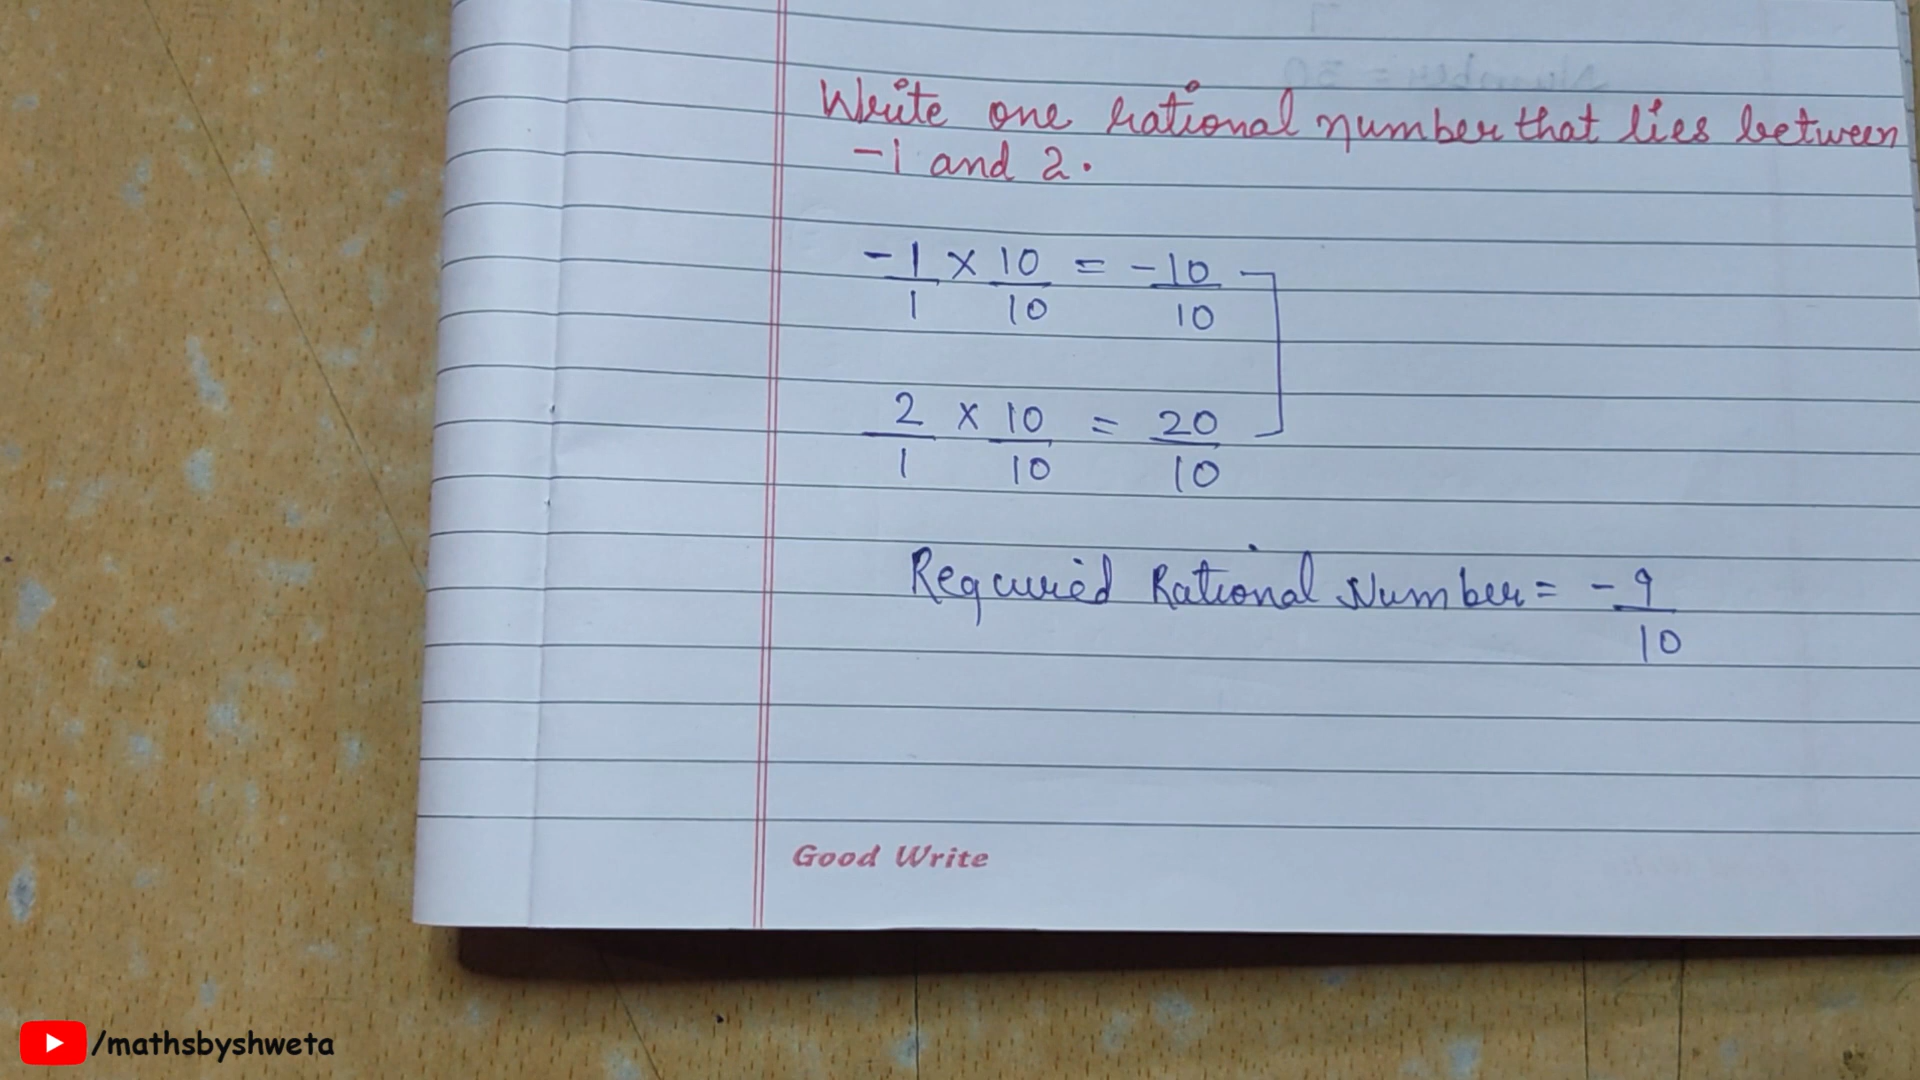 Write one rational number that lies between
-1 and 2.
-1/1 × 10/10 = -10/10
2/1 × 10/10 = 20/10
Required Rational Number = -9/10
Good Write
/mathsbyshweta